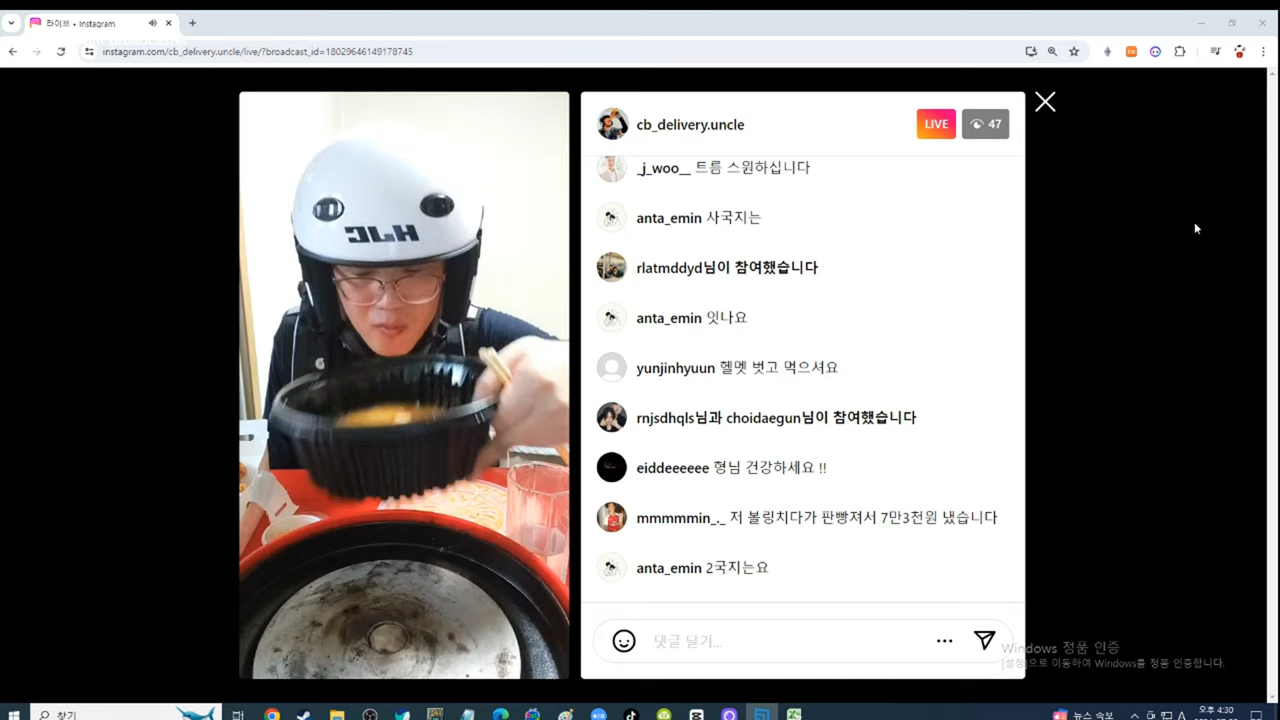 라이브 • Instagram
instagram.com/cb_delivery.uncle/live/?broadcast_id=18029646149178745
cb_delivery.uncle
LIVE
47
_j_woo__ 트름 스원하십니다
anta_emin 사국지는
rlatmddyd님이 참여했습니다
anta_emin 잇나요
yunjinhyuun 헬멧 벗고 먹으셔요
rnjsdhqls님과 choidaegun님이 참여했습니다
eiddeeeeee 형님 건강하세요 !!
mmmmmin_._ 저 볼링치다가 판빵져서 7만3천원 냈습니다
anta_emin 2국지는요
댓글 달기...
Windows 정품 인증
[설정]으로 이동하여 Windows를 정품 인증합니다.
HJC
찾기
뉴스 속보
A
오후 4:30